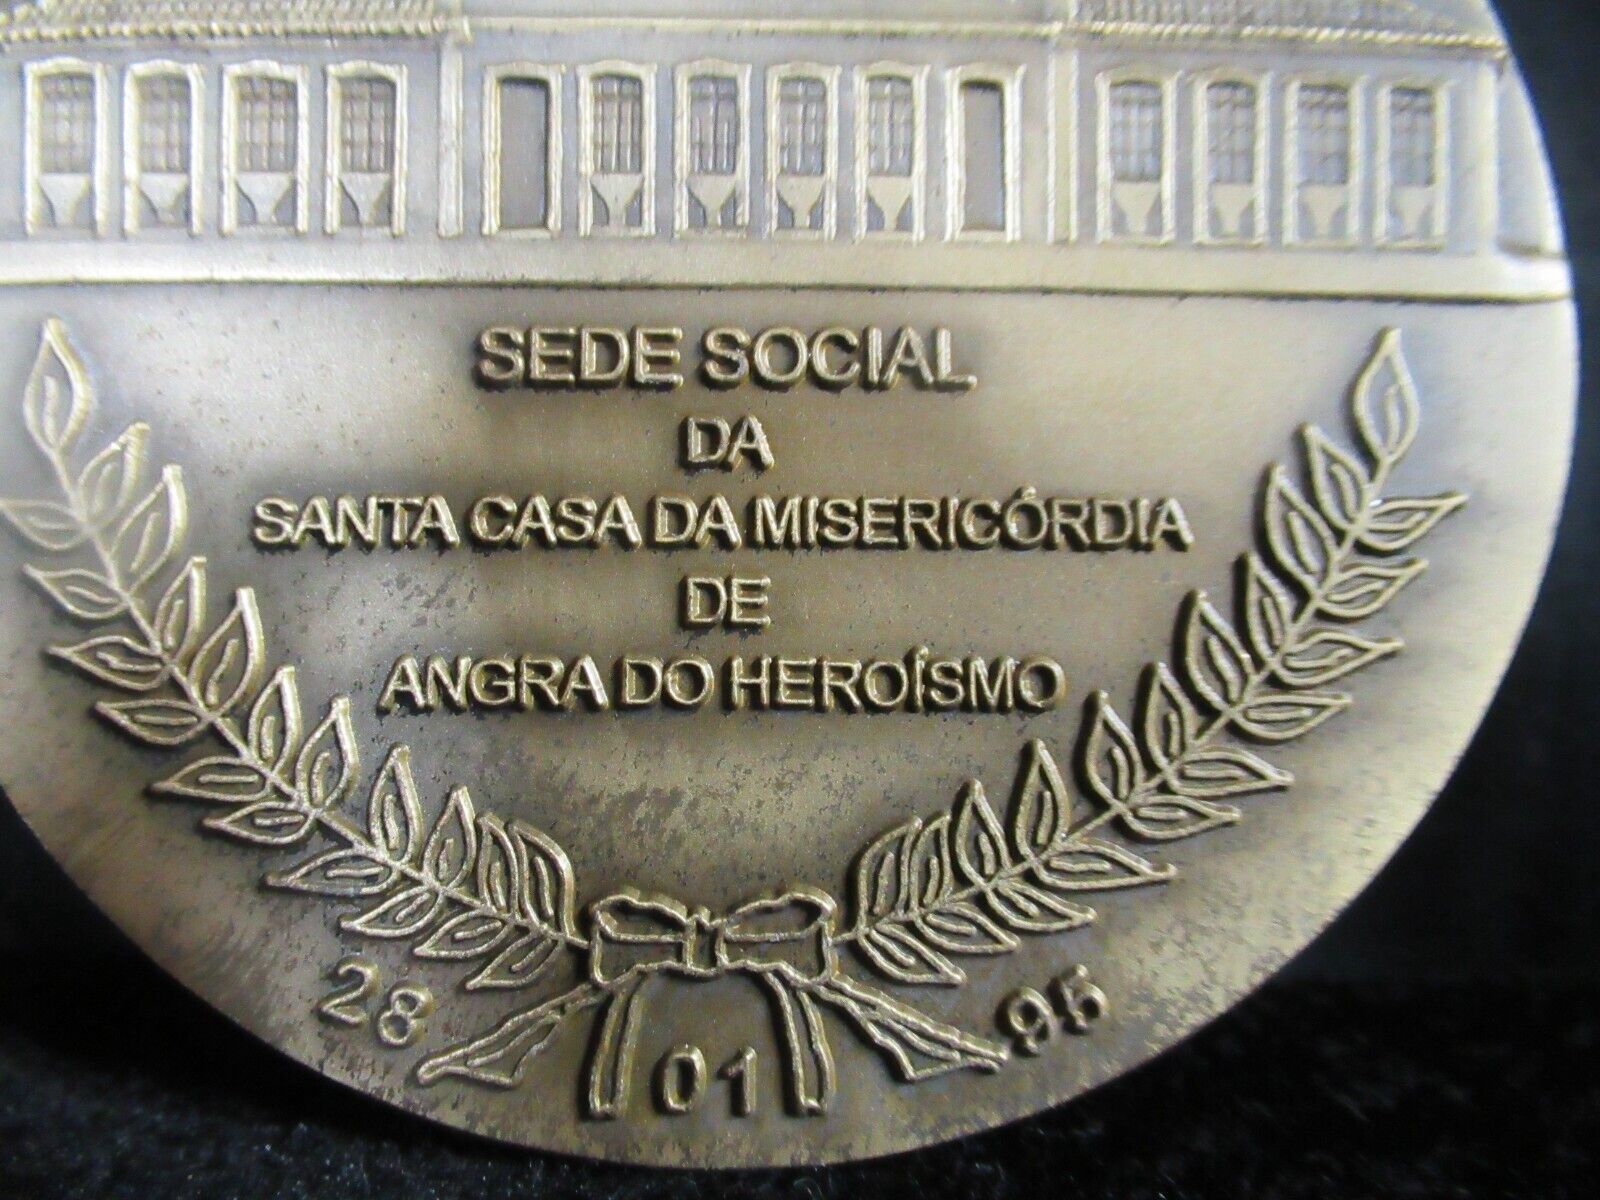 SEDE SOCIAL
DA
SANTA CASA DA MISERICÓRDIA
DE
ANGRA DO HEROÍSMO
28 01 95